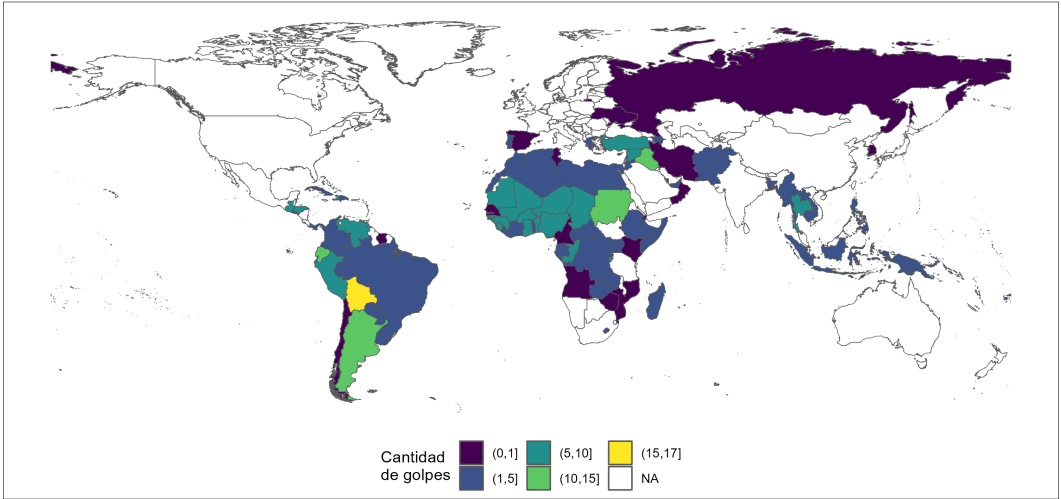 Cantidad
de golpes
(0,1]
(5,10]
(15,17]
(1,5]
(10,15]
NA